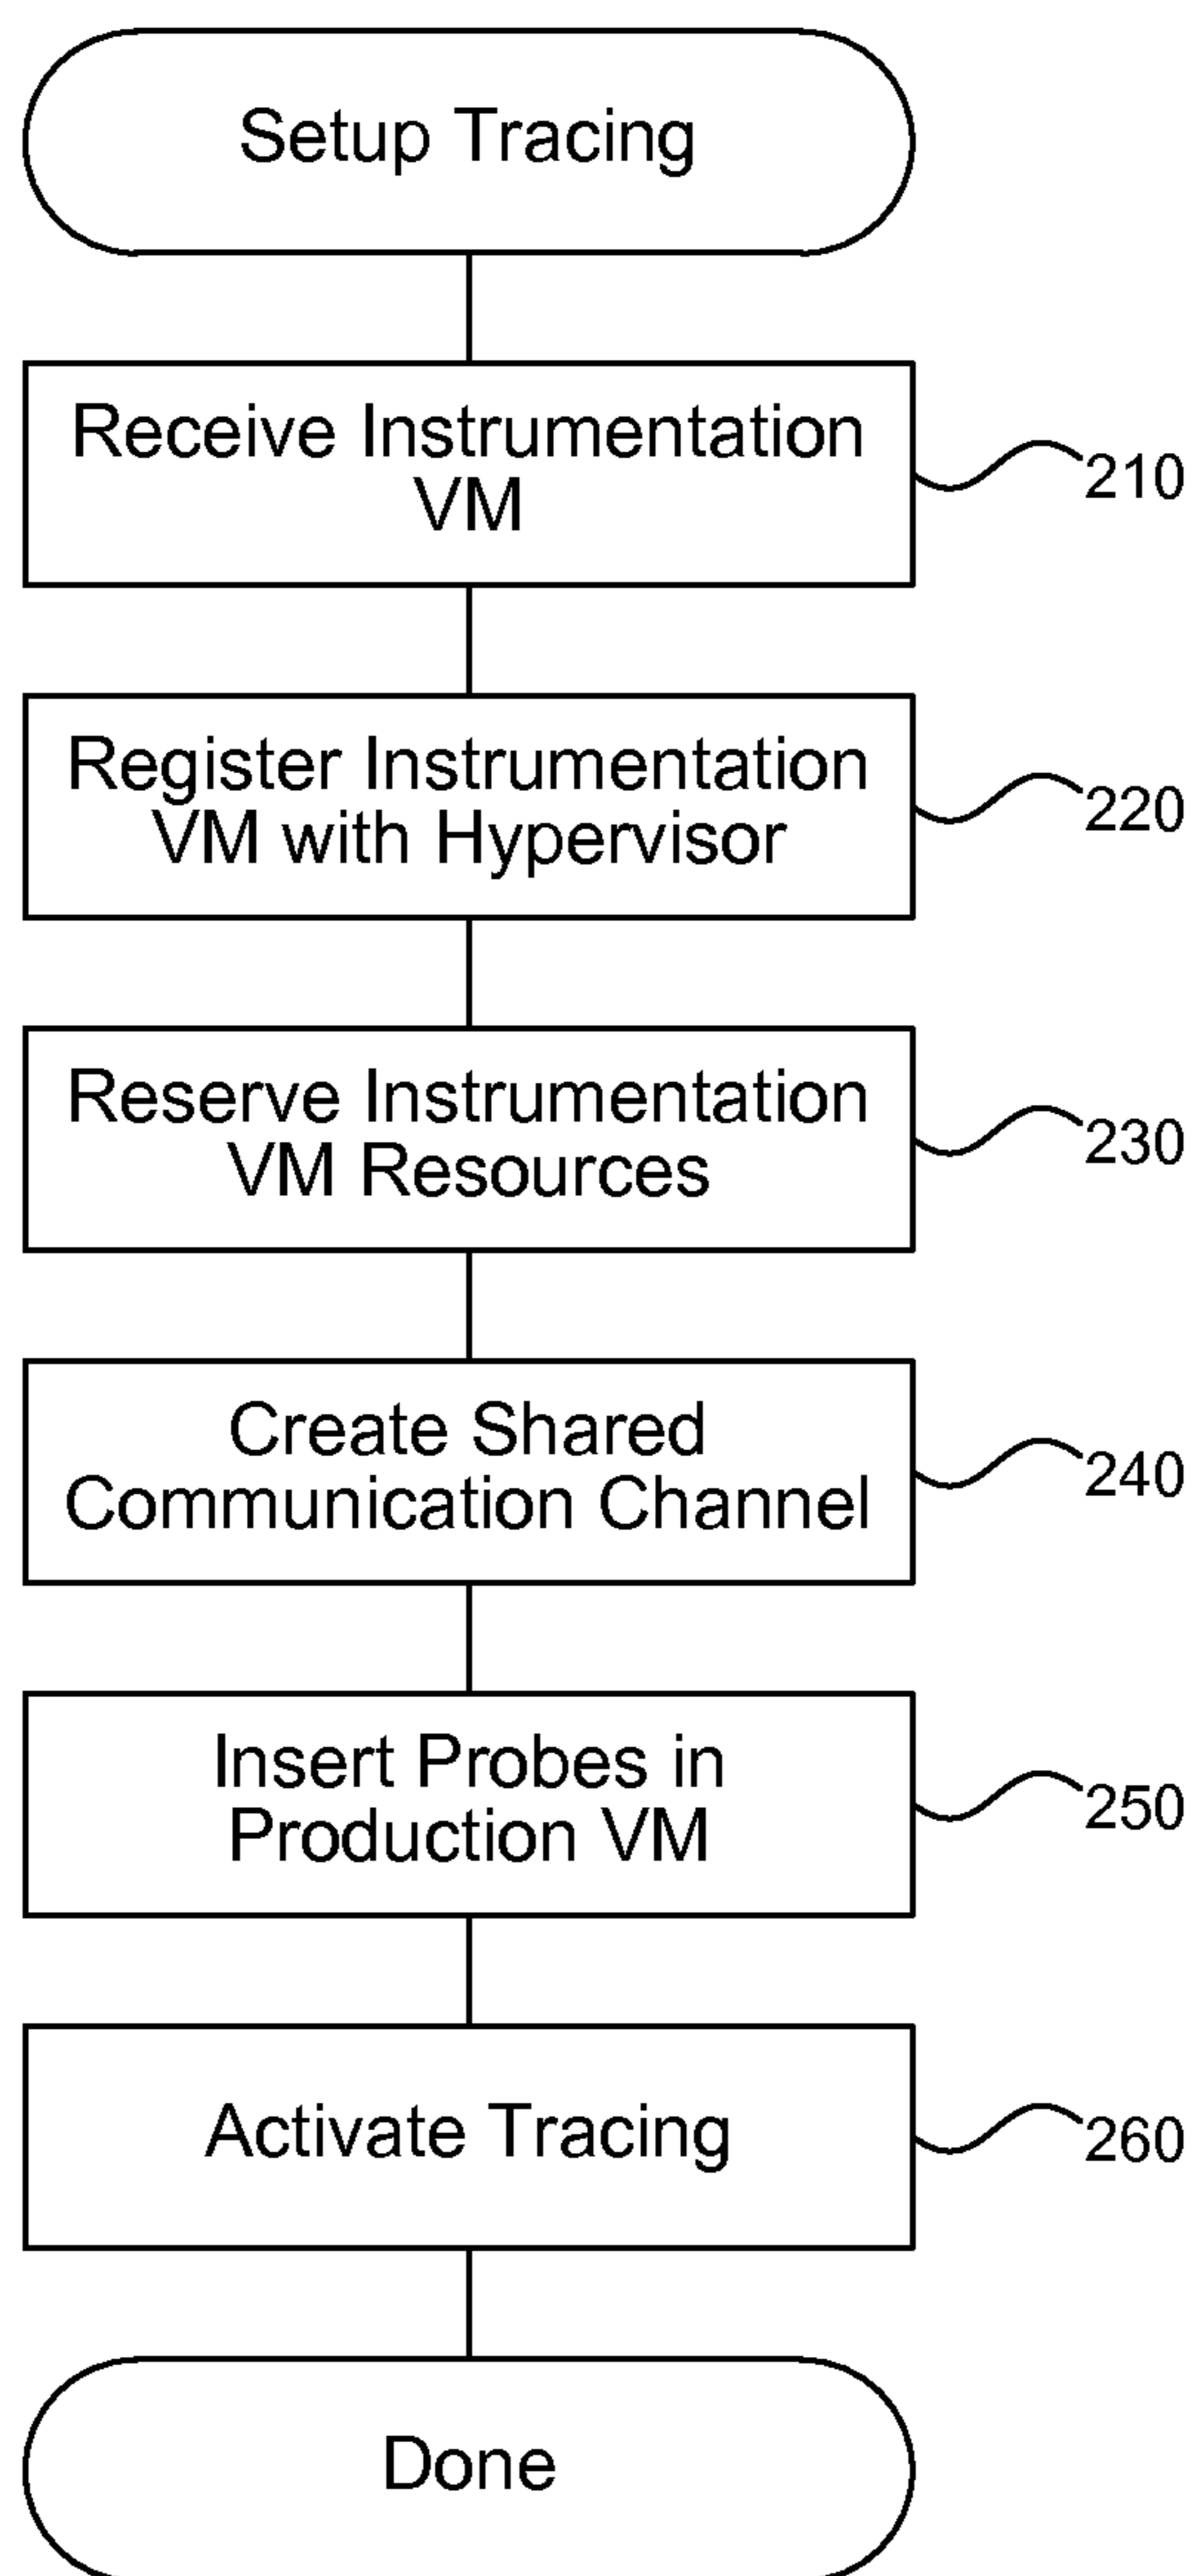 Setup Tracing
Receive Instrumentation
VM
210
Register Instrumentation
VM with Hypervisor
220
Reserve Instrumentation
VM Resources
230
Create Shared
Communication Channel
240
Insert Probes in
Production VM
250
Activate Tracing
260
Done